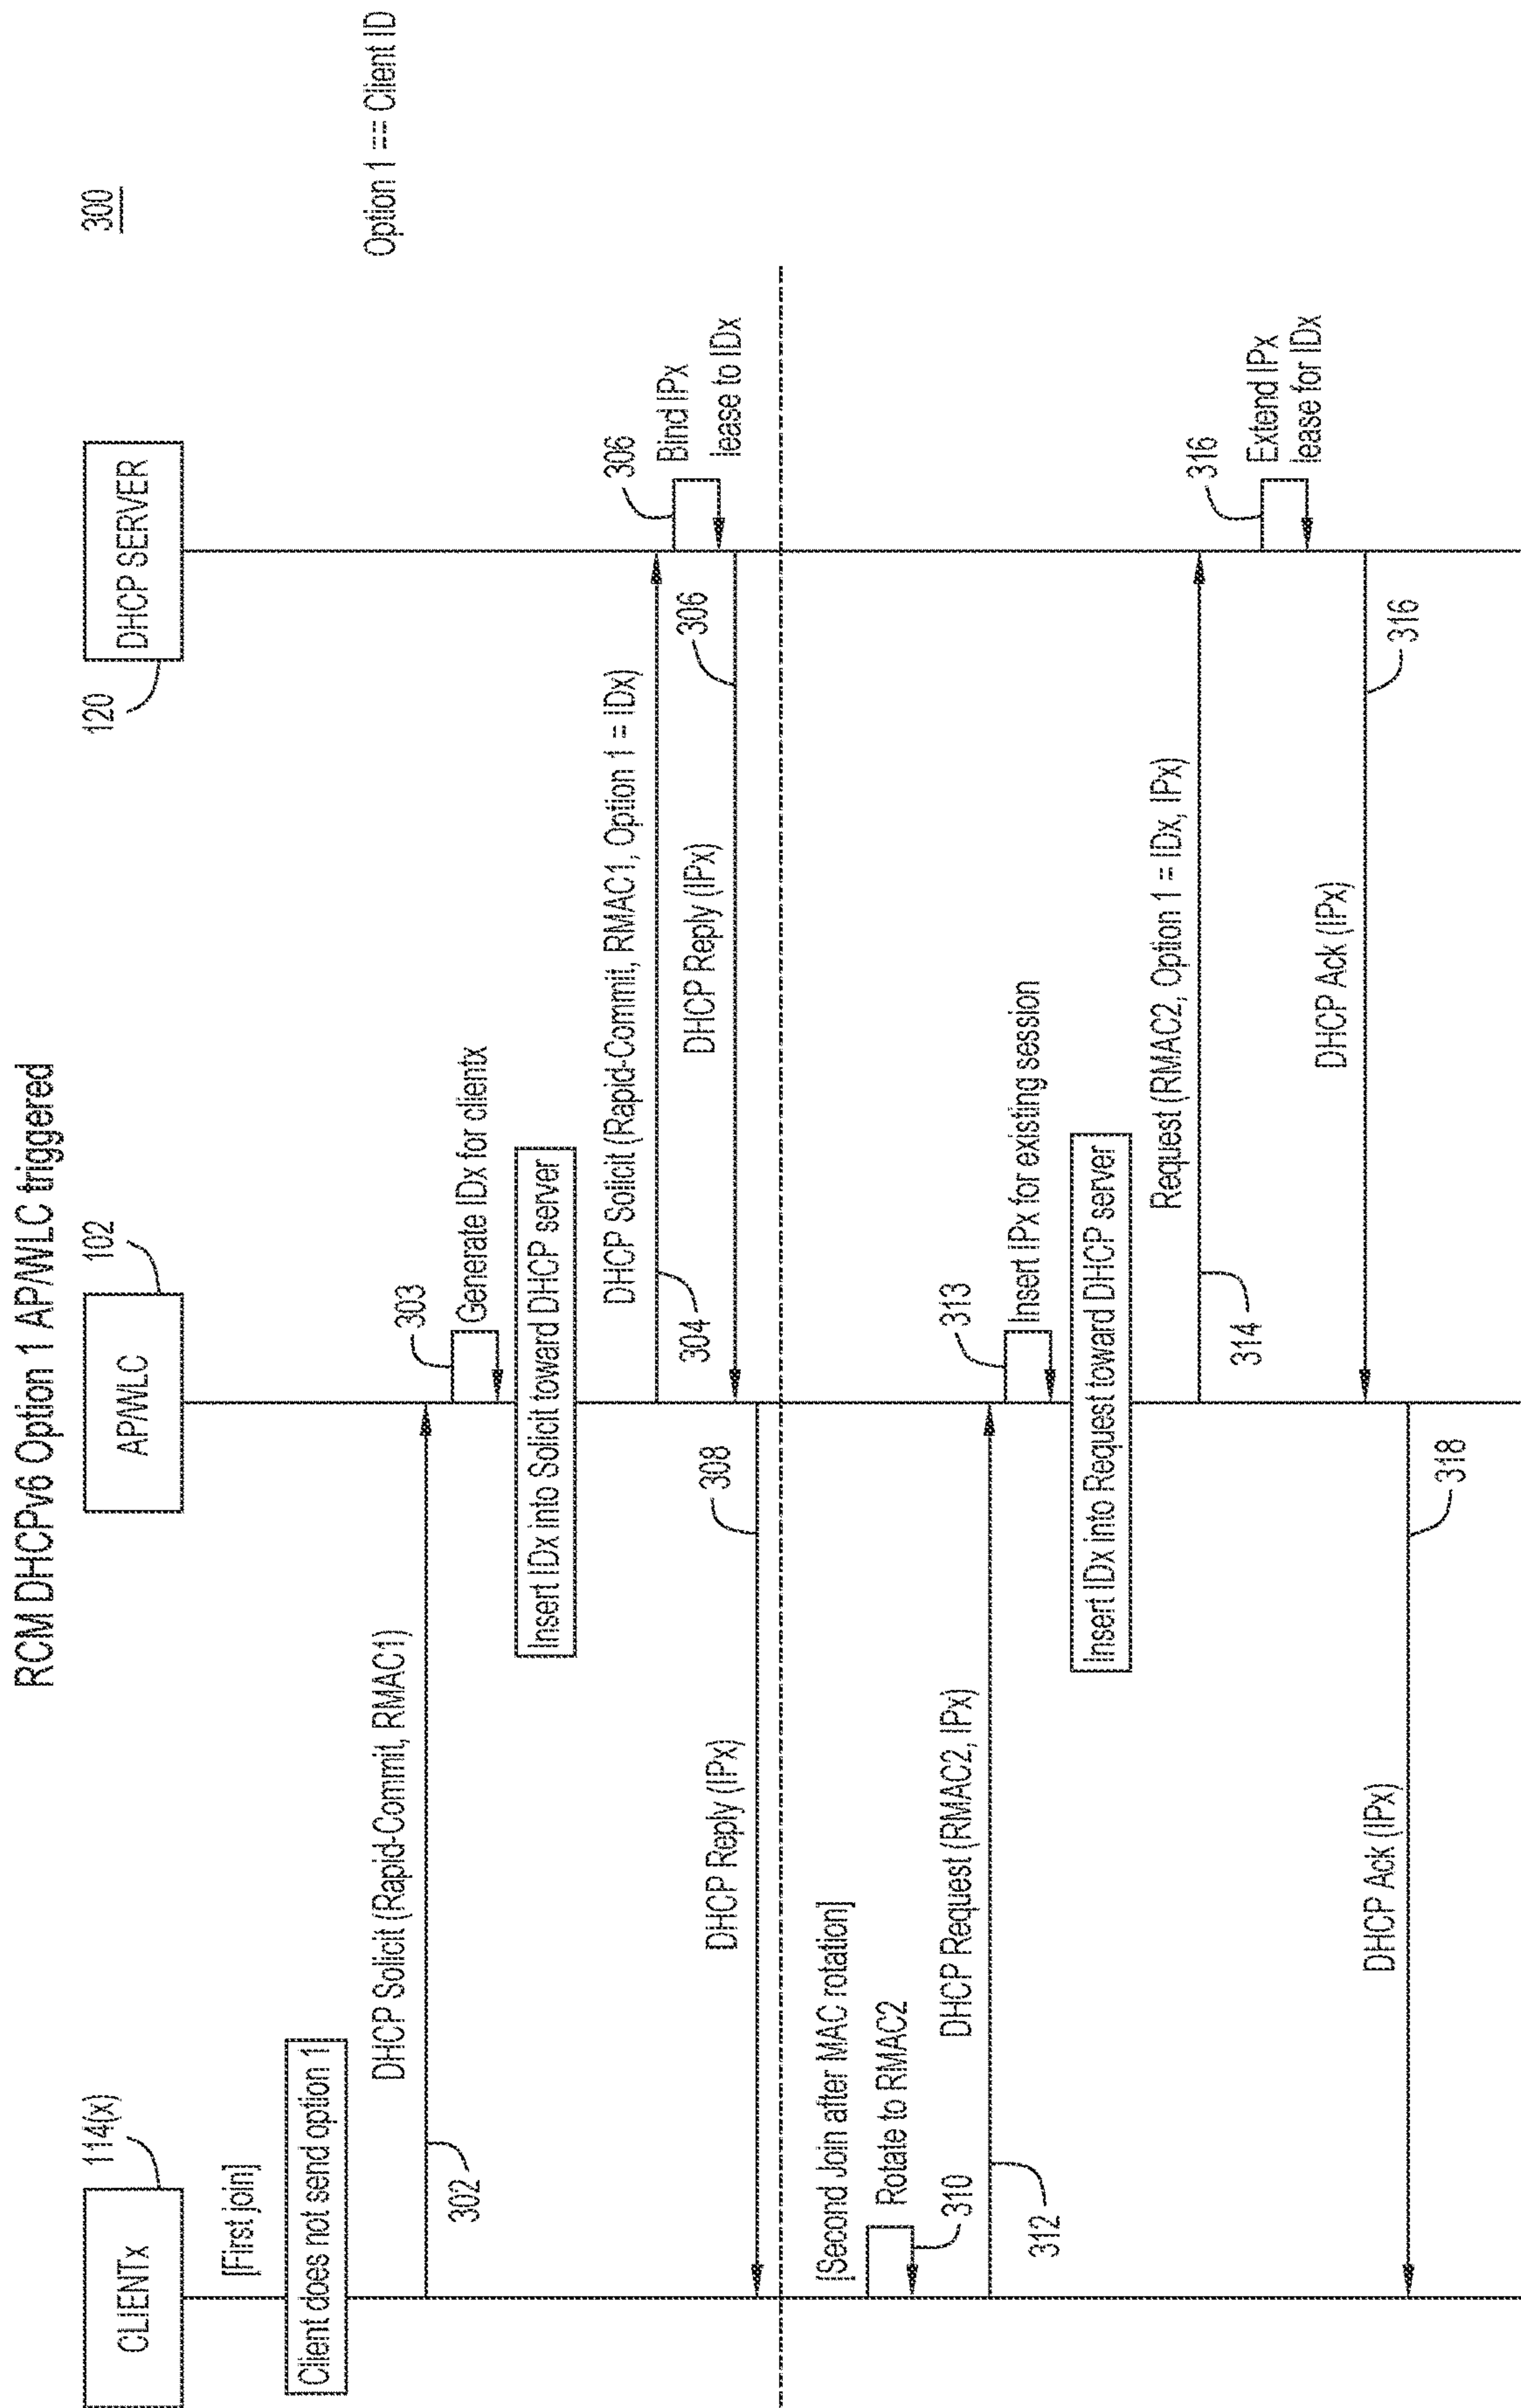 RCM DHCPv6 Option 1 AP/WLC triggered
300
Option 1 == Client ID
114(x)
CLIENTx
102
AP/WLC
120
DHCP SERVER
[First join]
Client does not send option 1
DHCP Solicit (Rapid-Commit, RMAC1)
302
303
Generate IDx for clientx
Insert IDx into Solicit toward DHCP server
DHCP Solicit (Rapid-Commit, RMAC1, Option 1 = IDx)
304
306
Bind IPx
lease to IDx
DHCP Reply (IPx)
306
DHCP Reply (IPx)
308
[Second Join after MAC rotation]
Rotate to RMAC2
310
DHCP Request (RMAC2, IPx)
312
313
Insert IPx for existing session
Insert IDx into Request toward DHCP server
Request (RMAC2, Option 1 = IDx, IPx)
314
316
Extend IPx
lease for IDx
DHCP Ack (IPx)
316
DHCP Ack (IPx)
318